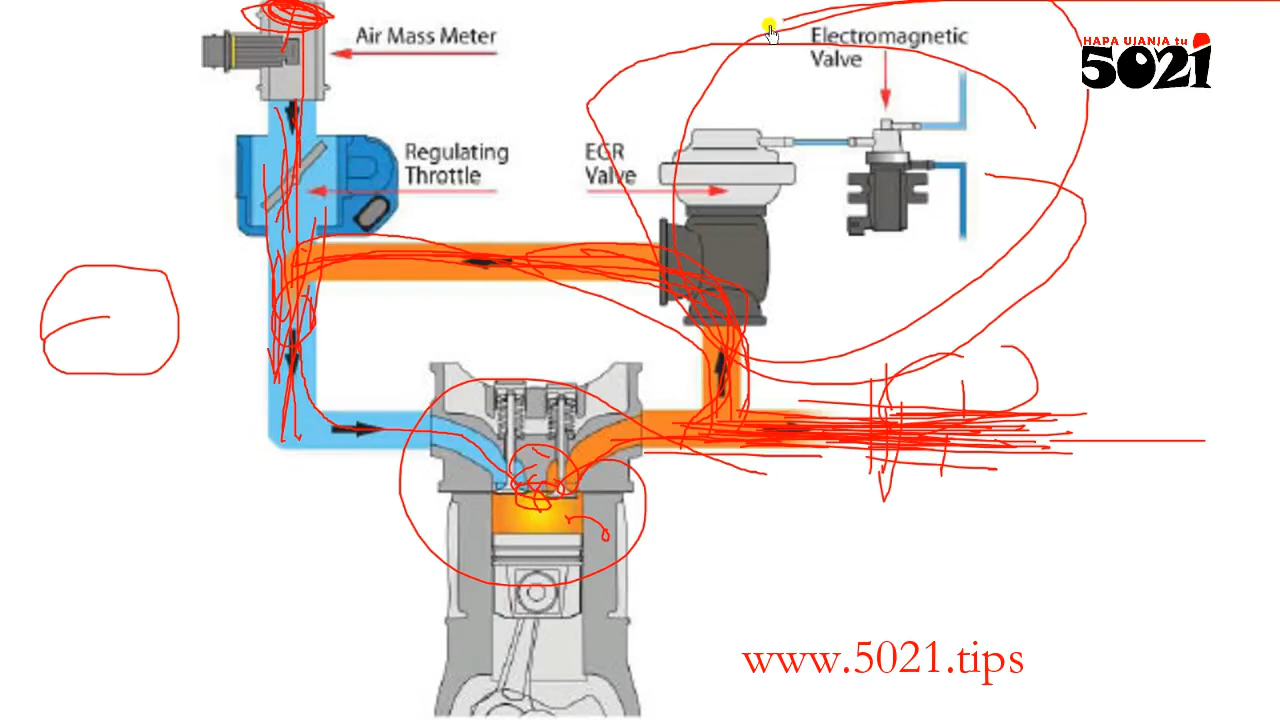 Air Mass Meter
Electromagnetic
Valve
HAPA UJANJA tu
5021
Regulating
Throttle
EGR
Valve
www.5021.tips